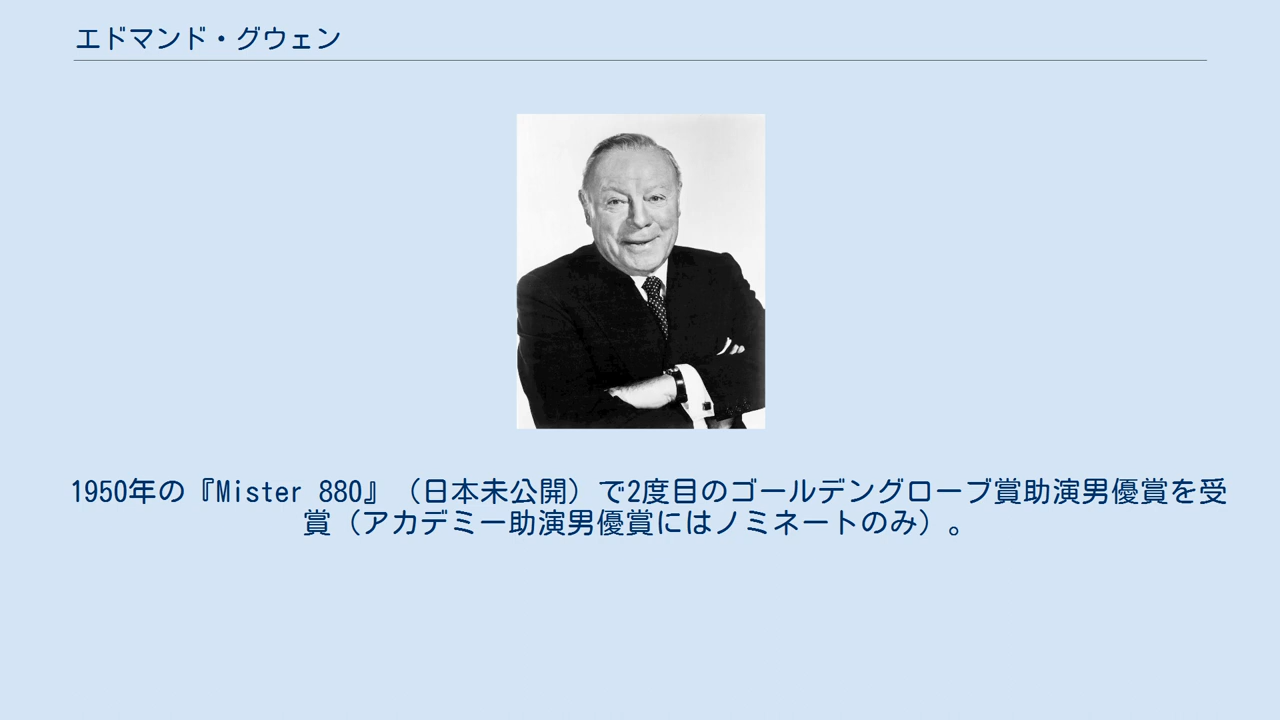 エドマンド・グウェン
1950年の『Mister 880』（日本未公開）で2度目のゴールデングローブ賞助演男優賞を受
賞（アカデミー助演男優賞にはノミネートのみ）。